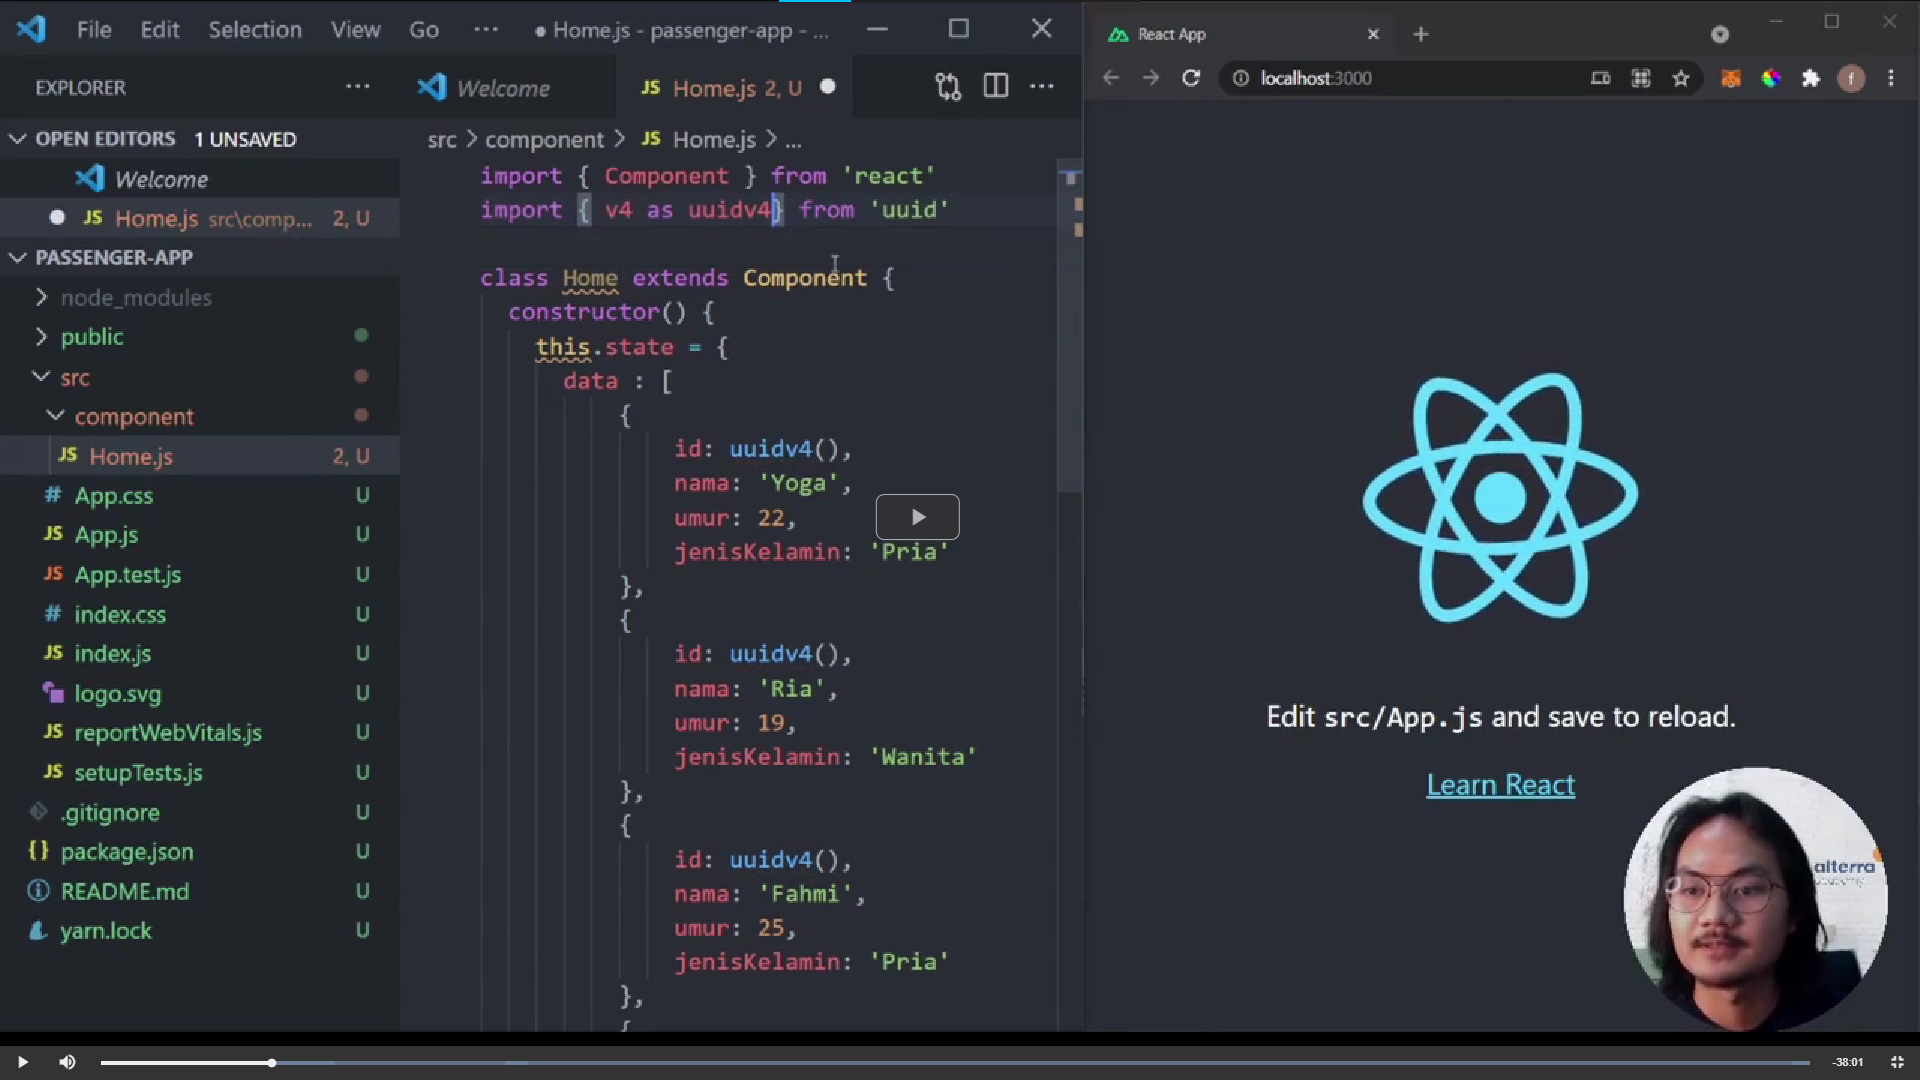 File Edit Selection View Go ··· ● Home.js - passenger-app - ...
EXPLORER ···
OPEN EDITORS 1 UNSAVED
Welcome
JS Home.js src\comp... 2, U
PASSENGER-APP
node_modules
public
src
component
JS Home.js 2, U
# App.css U
JS App.js U
JS App.test.js U
# index.css U
JS index.js U
logo.svg U
JS reportWebVitals.js U
JS setupTests.js U
.gitignore U
{} package.json U
README.md U
yarn.lock U
Welcome
JS Home.js 2, U
src > component > JS Home.js > ...
import { Component } from 'react'
import { v4 as uuidv4} from 'uuid'
class Home extends Component {
constructor() {
this.state = {
data : [
{
id: uuidv4(),
nama: 'Yoga',
umur: 22,
jenisKelamin: 'Pria'
},
{
id: uuidv4(),
nama: 'Ria',
umur: 19,
jenisKelamin: 'Wanita'
},
{
id: uuidv4(),
nama: 'Fahmi',
umur: 25,
jenisKelamin: 'Pria'
},
{
React App
localhost:3000
f
Edit src/App.js and save to reload.
Learn React
alterra
academy
-38:01